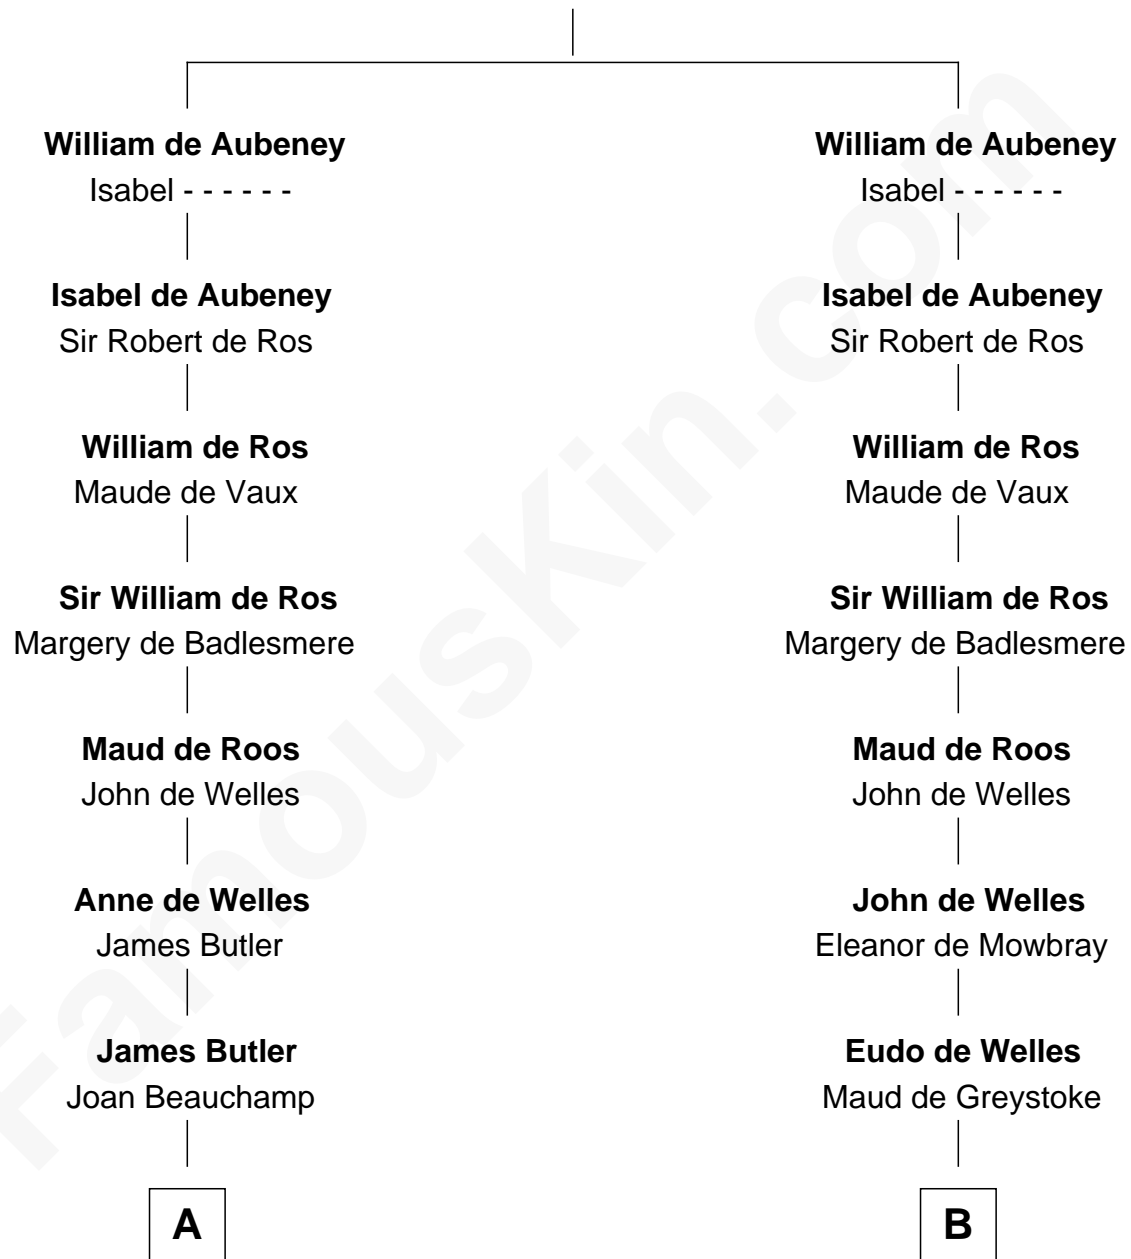 William de Aubeney
Isabel - - - - - -
Isabel de Aubeney
Sir Robert de Ros
William de Ros
Maude de Vaux
Sir William de Ros
Margery de Badlesmere
Maud de Roos
John de Welles
Anne de Welles
James Butler
James Butler
Joan Beauchamp
A
William de Aubeney
Isabel - - - - - -
Isabel de Aubeney
Sir Robert de Ros
William de Ros
Maude de Vaux
Sir William de Ros
Margery de Badlesmere
Maud de Roos
John de Welles
John de Welles
Eleanor de Mowbray
Eudo de Welles
Maud de Greystoke
B
FamousKin.com